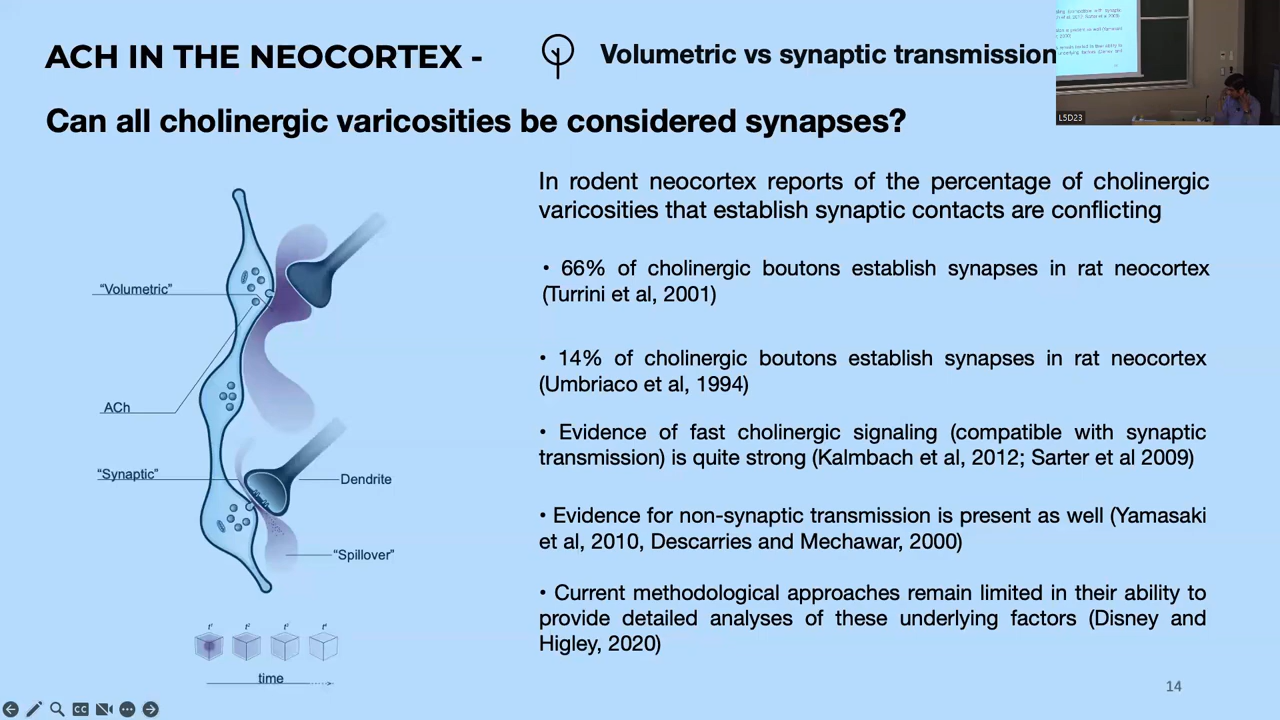 ACH IN THE NEOCORTEX -
Volumetric vs synaptic transmission
L5D23
Can all cholinergic varicosities be considered synapses?
In rodent neocortex reports of the percentage of cholinergic
varicosities that establish synaptic contacts are conflicting
• 66% of cholinergic boutons establish synapses in rat neocortex
(Turrini et al, 2001)
• 14% of cholinergic boutons establish synapses in rat neocortex
(Umbriaco et al, 1994)
• Evidence of fast cholinergic signaling (compatible with synaptic
transmission) is quite strong (Kalmbach et al, 2012; Sarter et al 2009)
• Evidence for non-synaptic transmission is present as well (Yamasaki
et al, 2010, Descarries and Mechawar, 2000)
• Current methodological approaches remain limited in their ability to
provide detailed analyses of these underlying factors (Disney and
Higley, 2020)
"Volumetric"
ACh
"Synaptic"
Dendrite
"Spillover"
t¹ t² t³ t⁴
time
14
CC